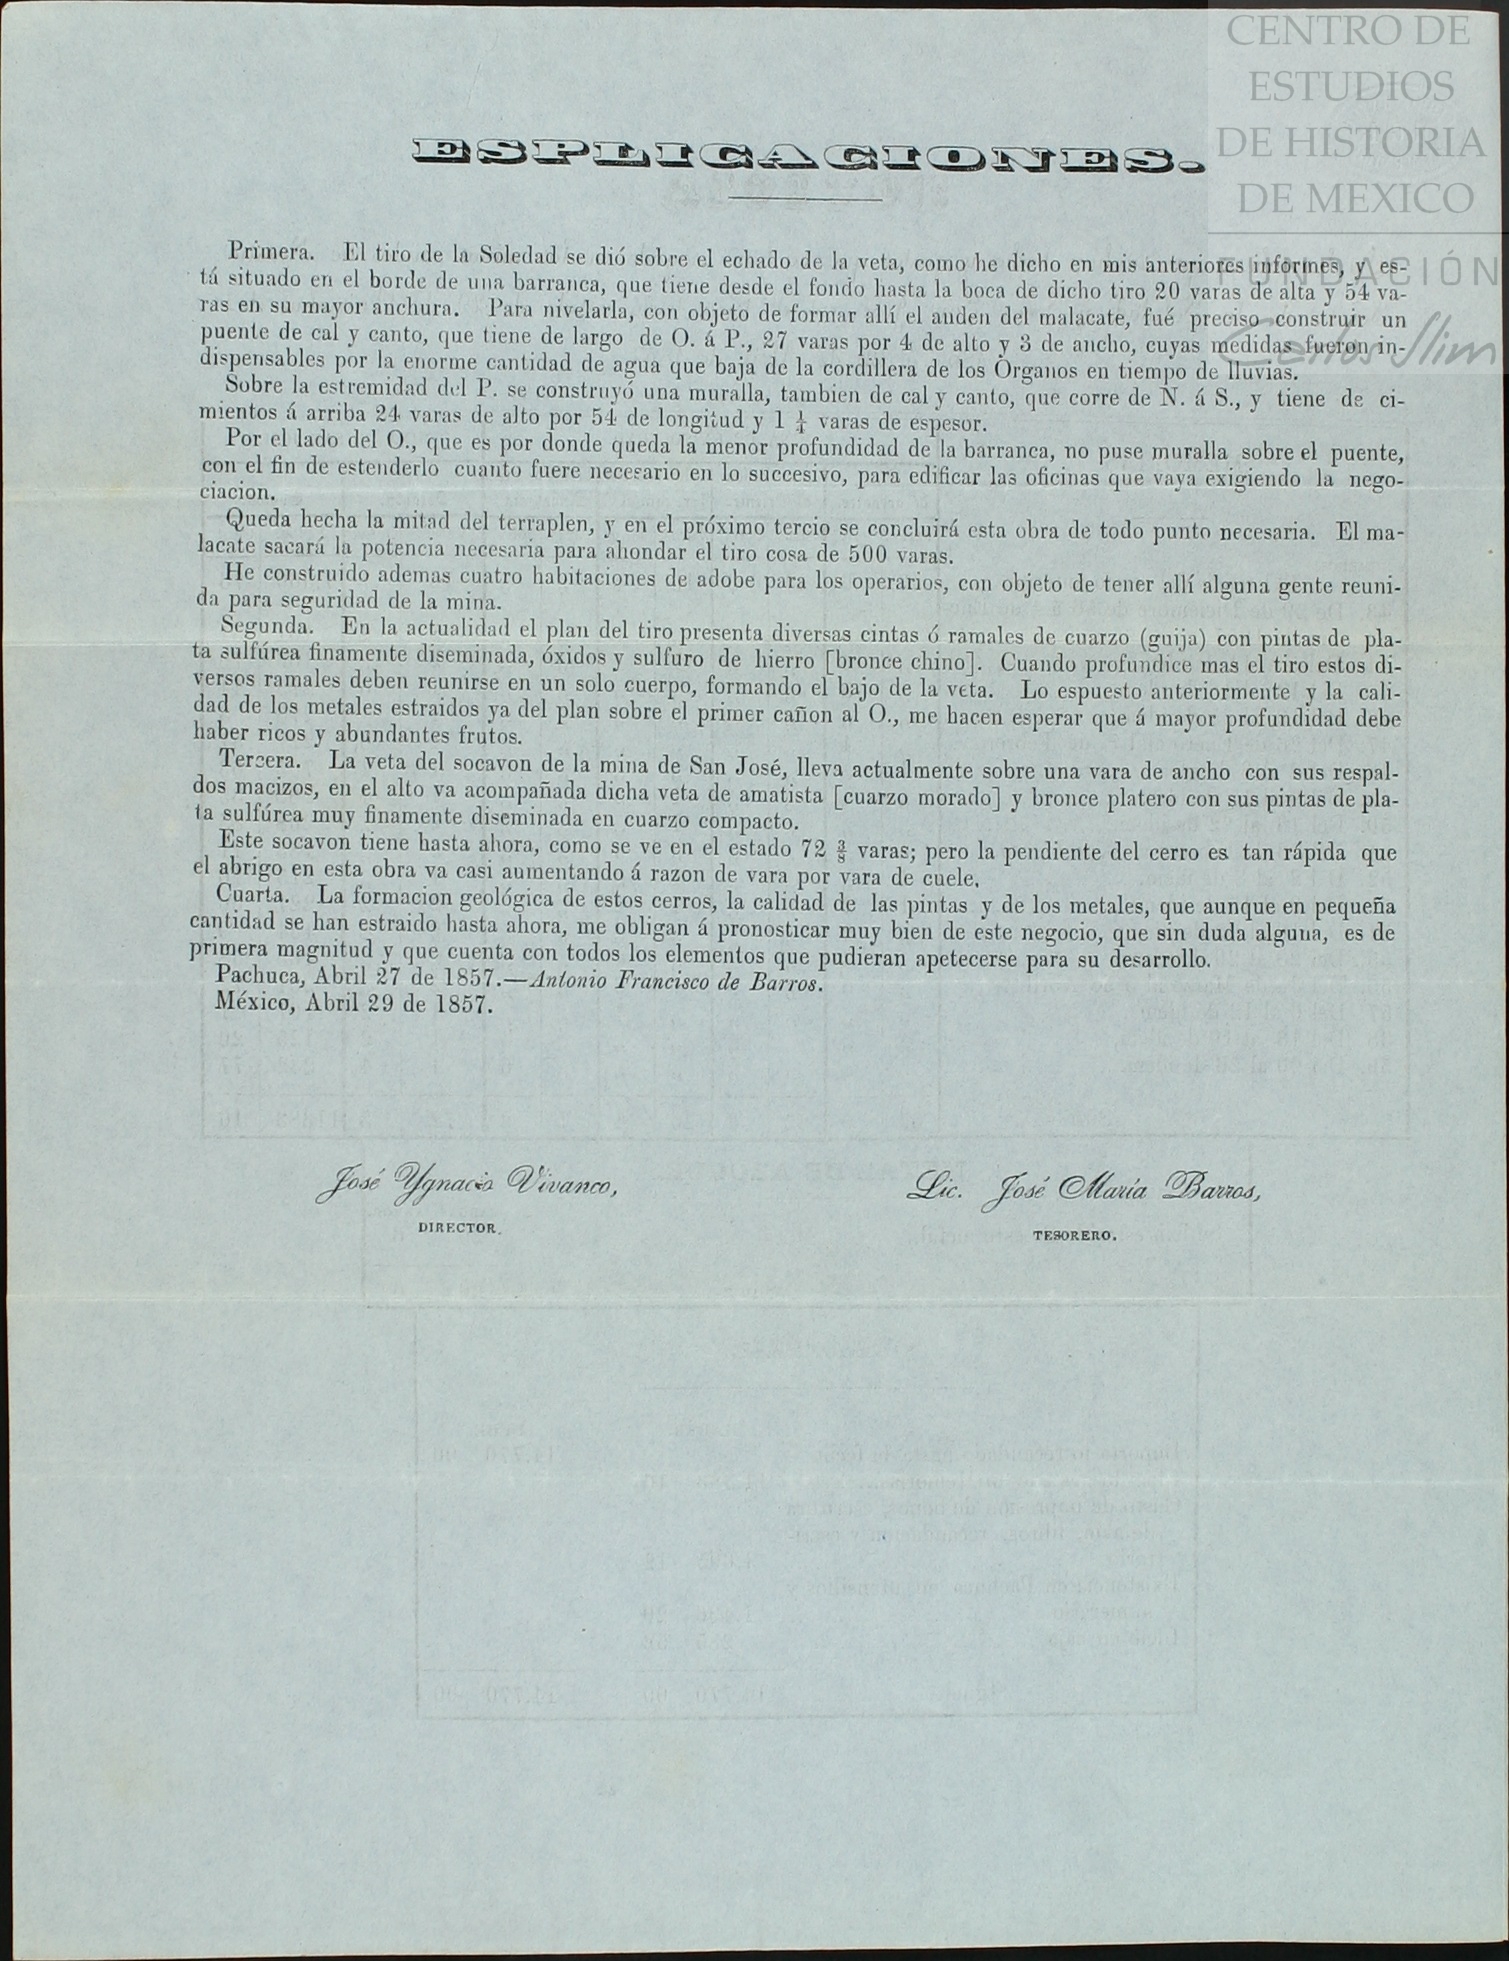 CENTRO DE
ESTUDIOS
DE HISTORIA
DE MEXICO
FUNDACIÓN
Carlos Slim
ESPLICACIONES.
Primera. El tiro de la Soledad se dió sobre el echado de la veta, como he dicho en mis anteriores informes, y es-
tá situado en el borde de una barranca, que tiene desde el fondo hasta la boca de dicho tiro 20 varas de alta y 54 va-
ras en su mayor anchura. Para nivelarla, con objeto de formar allí el anden del malacate, fué preciso construir un
puente de cal y canto, que tiene de largo de O. á P., 27 varas por 4 de alto y 3 de ancho, cuyas medidas fueron in-
dispensables por la enorme cantidad de agua que baja de la cordillera de los Órganos en tiempo de lluvias.
Sobre la estremidad del P. se construyó una muralla, tambien de cal y canto, que corre de N. á S., y tiene de ci-
mientos á arriba 24 varas de alto por 54 de longitud y 1 ¼ varas de espesor.
Por el lado del O., que es por donde queda la menor profundidad de la barranca, no puse muralla sobre el puente,
con el fin de estenderlo cuanto fuere necesario en lo succesivo, para edificar las oficinas que vaya exigiendo la nego-
ciacion.
Queda hecha la mitad del terraplen, y en el próximo tercio se concluirá esta obra de todo punto necesaria. El ma-
lacate sacará la potencia necesaria para ahondar el tiro cosa de 500 varas.
He construido ademas cuatro habitaciones de adobe para los operarios, con objeto de tener allí alguna gente reuni-
da para seguridad de la mina.
Segunda. En la actualidad el plan del tiro presenta diversas cintas ó ramales de cuarzo (guija) con pintas de pla-
ta sulfúrea finamente diseminada, óxidos y sulfuro de hierro [bronce chino]. Cuando profundice mas el tiro estos di-
versos ramales deben reunirse en un solo cuerpo, formando el bajo de la veta. Lo espuesto anteriormente y la cali-
dad de los metales estraidos ya del plan sobre el primer cañon al O., me hacen esperar que á mayor profundidad debe
haber ricos y abundantes frutos.
Tercera. La veta del socavon de la mina de San José, lleva actualmente sobre una vara de ancho con sus respal-
dos macizos, en el alto va acompañada dicha veta de amatista [cuarzo morado] y bronce platero con sus pintas de pla-
ta sulfúrea muy finamente diseminada en cuarzo compacto.
Este socavon tiene hasta ahora, como se ve en el estado 72 ⅜ varas; pero la pendiente del cerro es tan rápida que
el abrigo en esta obra va casi aumentando á razon de vara por vara de cuele.
Cuarta. La formacion geológica de estos cerros, la calidad de las pintas y de los metales, que aunque en pequeña
cantidad se han estraido hasta ahora, me obligan á pronosticar muy bien de este negocio, que sin duda alguna, es de
primera magnitud y que cuenta con todos los elementos que pudieran apetecerse para su desarrollo.
Pachuca, Abril 27 de 1857.—Antonio Francisco de Barros.
México, Abril 29 de 1857.
José Ygnacio Vivanco,
DIRECTOR.
Lic. José María Barros,
TESORERO.